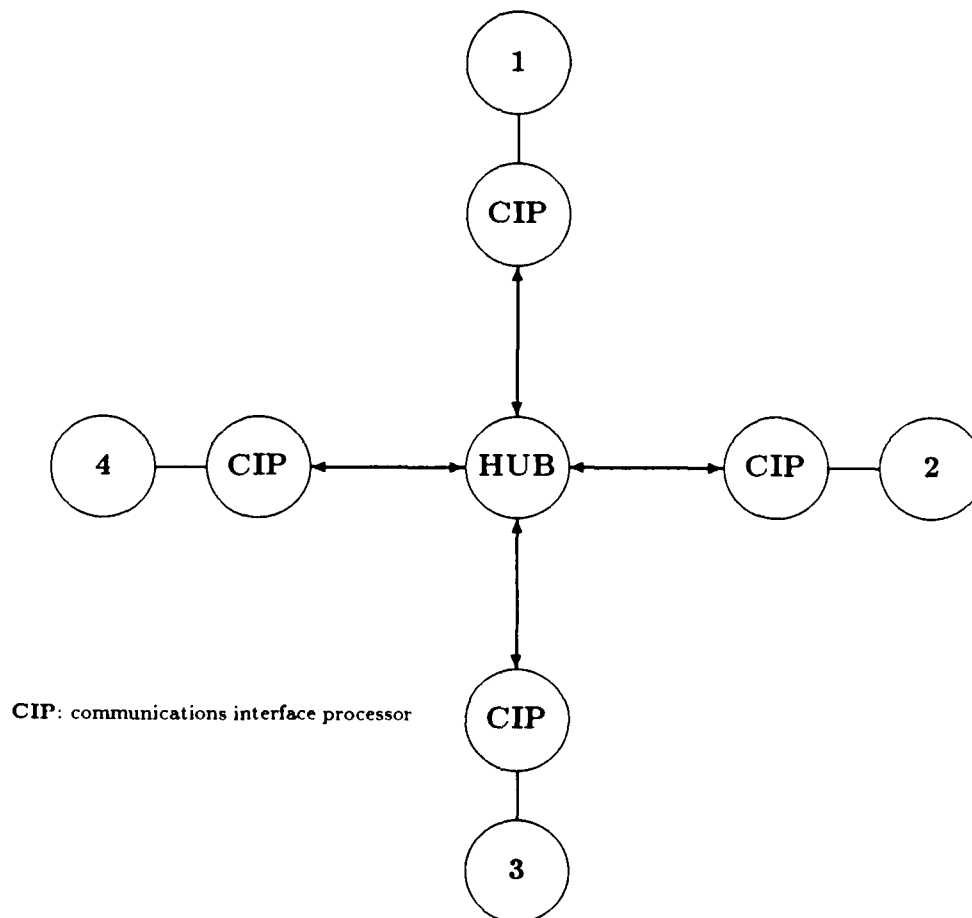 1
CIP
4
CIP
HUB
CIP
2
CIP: communications interface processor
CIP
3